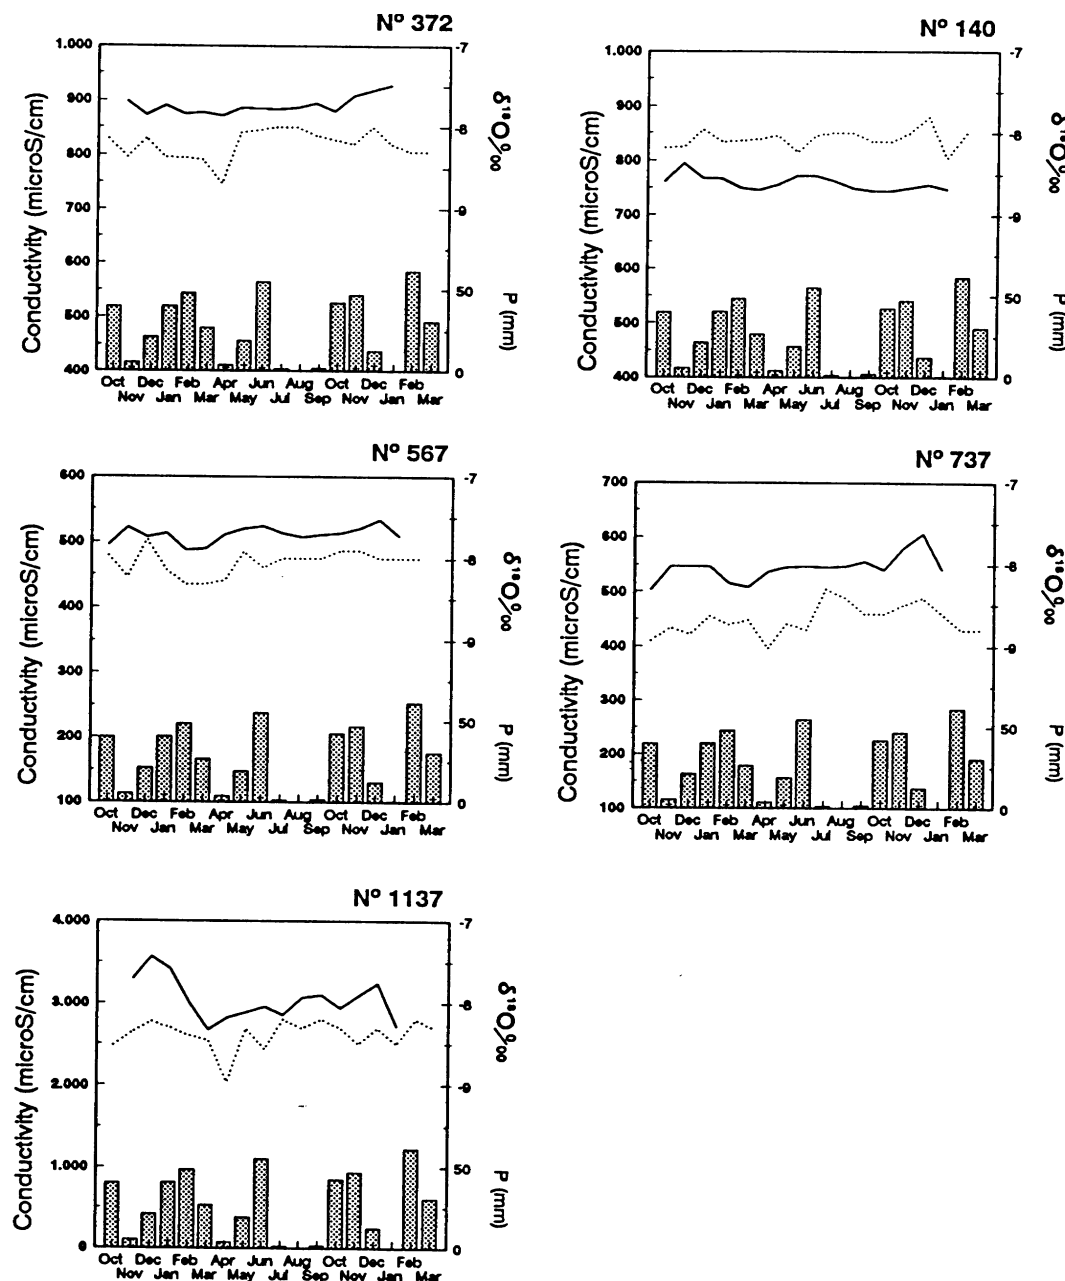 Nº 372
1.000
900
800
700
600
500
400
Conductivity (microS/cm)
-7
-8
-9
50
0
δ¹⁸O‰
P (mm)
Oct Dec Feb Apr Jun Aug Oct Dec Feb
Nov Jan Mar May Jul Sep Nov Jan Mar
Nº 140
1.000
900
800
700
600
500
400
Conductivity (microS/cm)
-7
-8
-9
50
0
δ¹⁸O‰
P (mm)
Oct Dec Feb Apr Jun Aug Oct Dec Feb
Nov Jan Mar May Jul Sep Nov Jan Mar
Nº 567
600
500
400
300
200
100
Conductivity (microS/cm)
-7
-8
-9
50
0
δ¹⁸O‰
P (mm)
Oct Dec Feb Apr Jun Aug Oct Dec Feb
Nov Jan Mar May Jul Sep Nov Jan Mar
Nº 737
700
600
500
400
300
200
100
Conductivity (microS/cm)
-7
-8
-9
50
0
δ¹⁸O‰
P (mm)
Oct Dec Feb Apr Jun Aug Oct Dec Feb
Nov Jan Mar May Jul Sep Nov Jan Mar
Nº 1137
4.000
3.000
2.000
1.000
0
Conductivity (microS/cm)
-7
-8
-9
50
0
δ¹⁸O‰
P (mm)
Oct Dec Feb Apr Jun Aug Oct Dec Feb
Nov Jan Mar May Jul Sep Nov Jan Mar